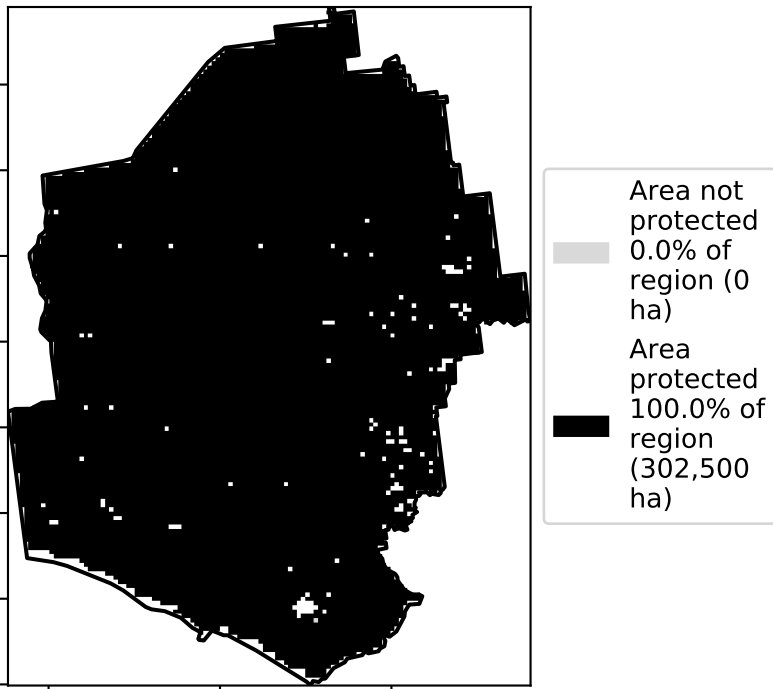 Area not
protected
0.0% of
region (0
ha)
Area
protected
100.0% of
region
(302,500
ha)